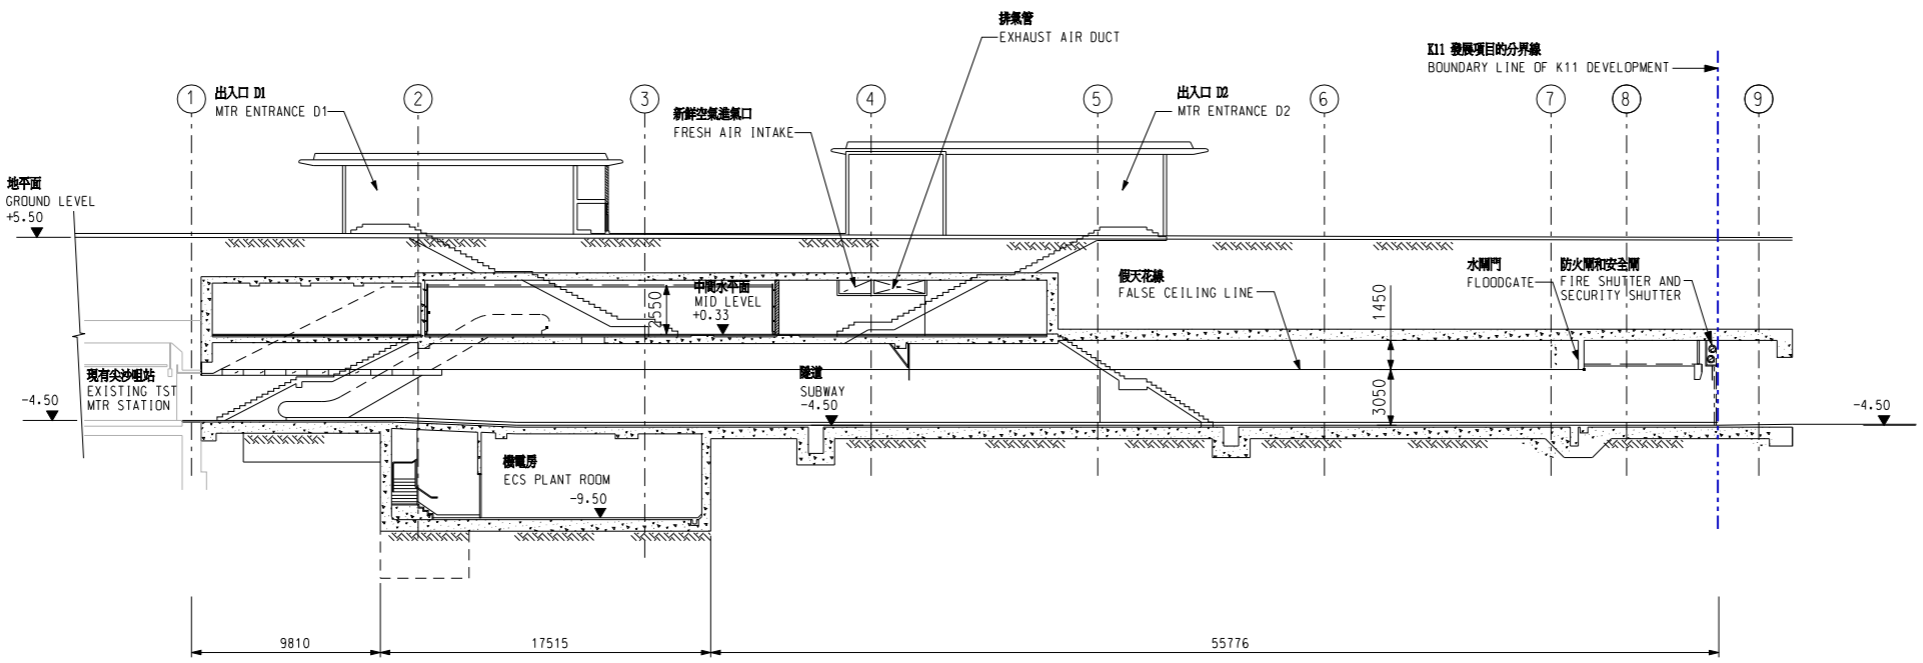 排氣管
EXHAUST AIR DUCT
K11 發展項目的分界線
BOUNDARY LINE OF K11 DEVELOPMENT
1
出入口 D1
MTR ENTRANCE D1
2
3
新鮮空氣進氣口
FRESH AIR INTAKE
4
5
出入口 D2
MTR ENTRANCE D2
6
7
8
9
地平面
GROUND LEVEL
+5.50
中間水平面
MID LEVEL
+0.33
2550
假天花線
FALSE CEILING LINE
1450
水閘門
FLOODGATE
防火閘和安全閘
FIRE SHUTTER AND
SECURITY SHUTTER
現有尖沙咀站
EXISTING TST
MTR STATION
-4.50
隧道
SUBWAY
-4.50
3050
-4.50
機電房
ECS PLANT ROOM
-9.50
9810
17515
55776